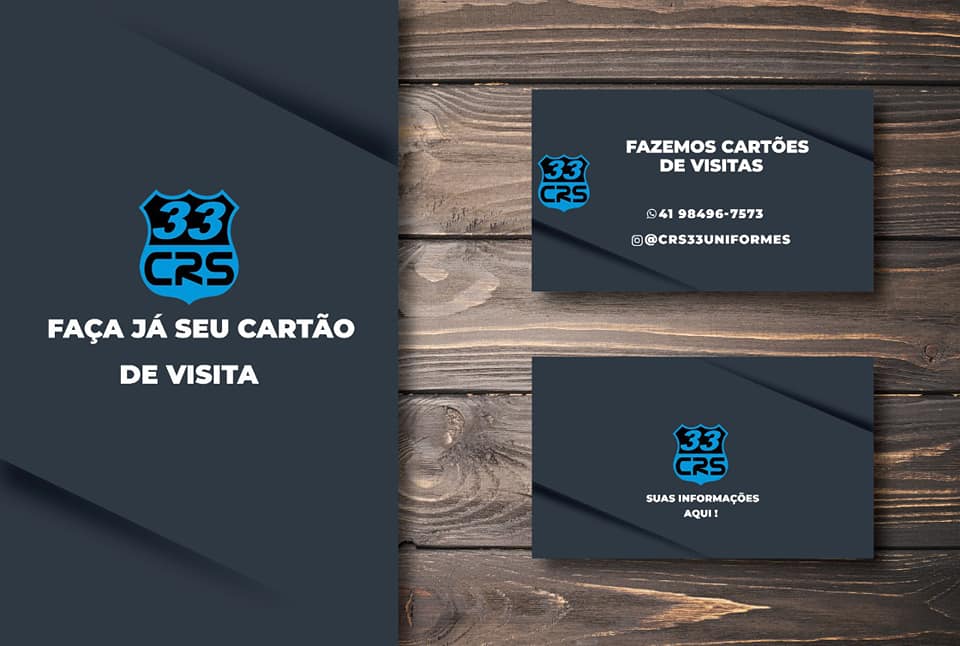 33
CRS
FAÇA JÁ SEU CARTÃO
DE VISITA
33
CRS
FAZEMOS CARTÕES
DE VISITAS
41 98496-7573
@CRS33UNIFORMES
33
CRS
SUAS INFORMAÇÕES
AQUI !